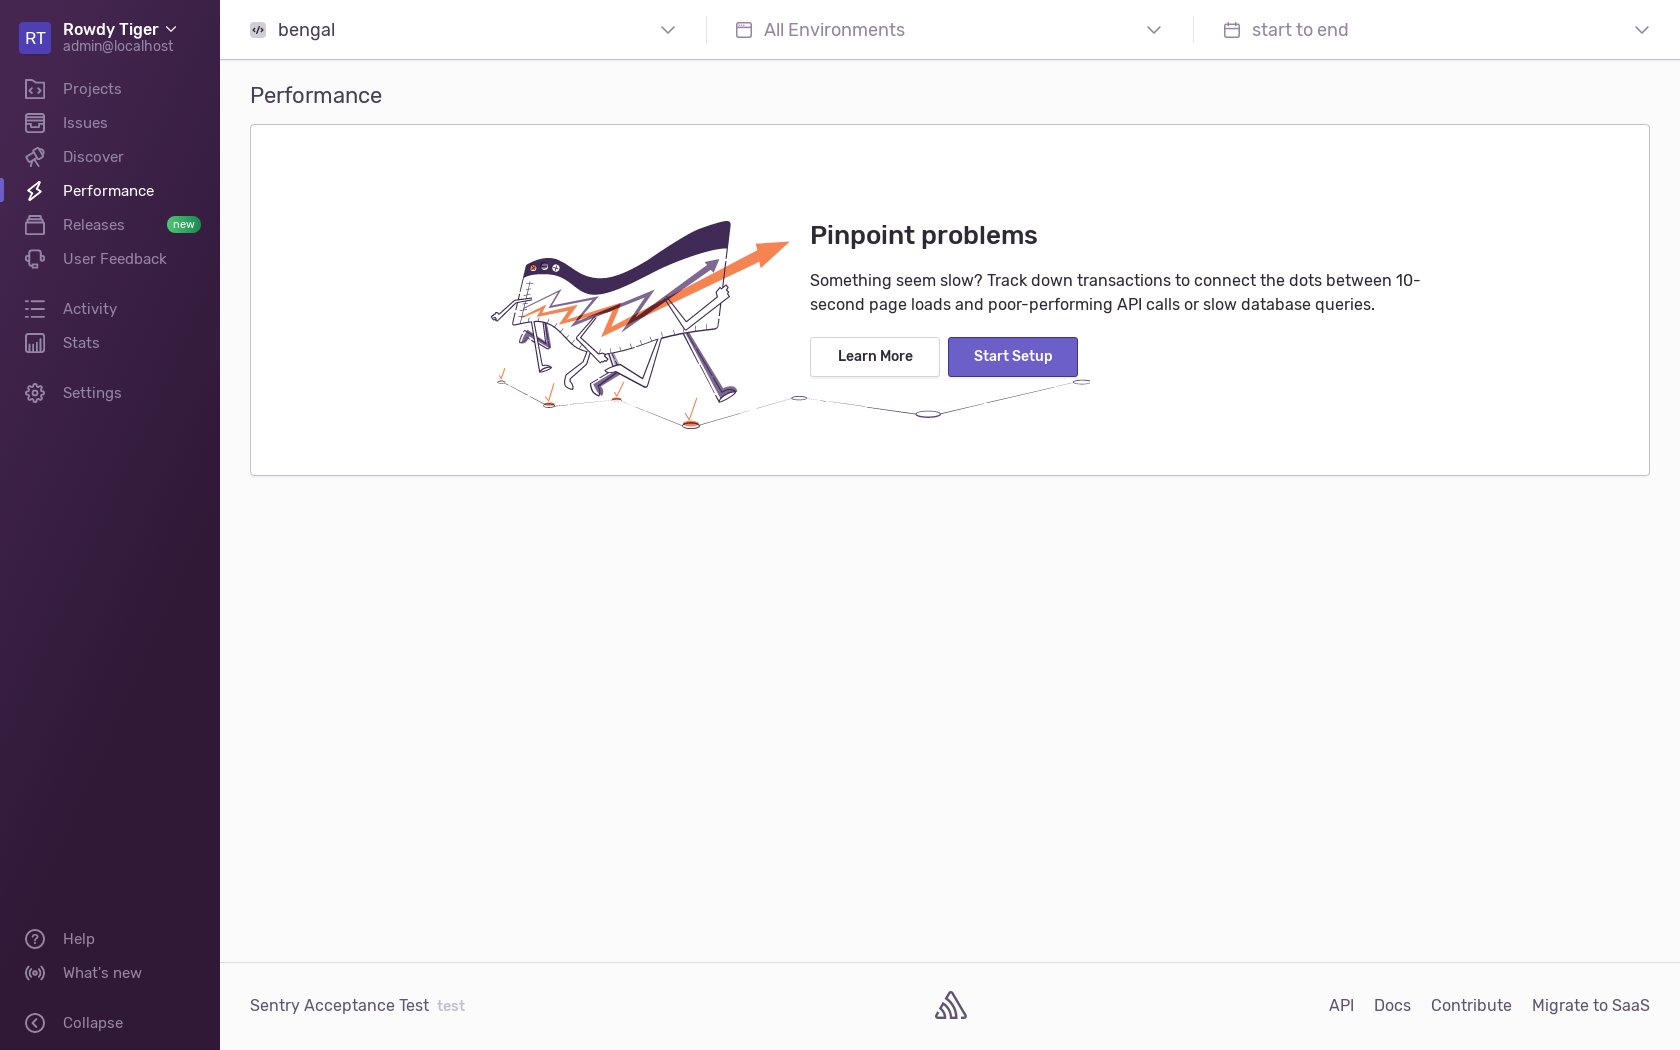 RT
Rowdy Tiger
admin@localhost
Projects
Issues
Discover
Performance
Releases new
User Feedback
Activity
Stats
Settings
Help
What's new
Collapse
bengal
All Environments
start to end
Performance
Pinpoint problems
Something seem slow? Track down transactions to connect the dots between 10-
second page loads and poor-performing API calls or slow database queries.
Learn More
Start Setup
Sentry Acceptance Test test
API
Docs
Contribute
Migrate to SaaS